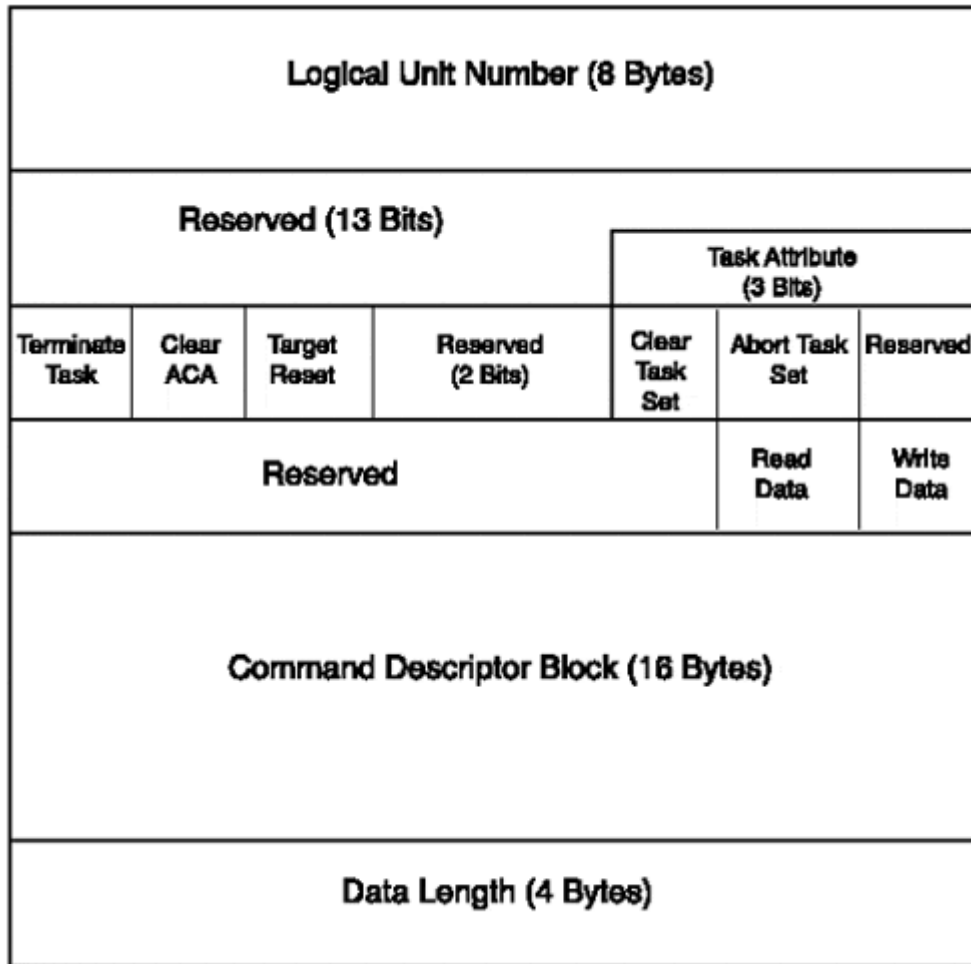 Logical Unit Number (8 Bytes)
Reserved (13 Bits)
Task Attribute
(3 Bits)
Terminate
Task
Clear
ACA
Target
Reset
Reserved
(2 Bits)
Clear
Task
Set
Abort Task
Set
Reserved
Reserved
Read
Data
Write
Data
Command Descriptor Block (16 Bytes)
Data Length (4 Bytes)